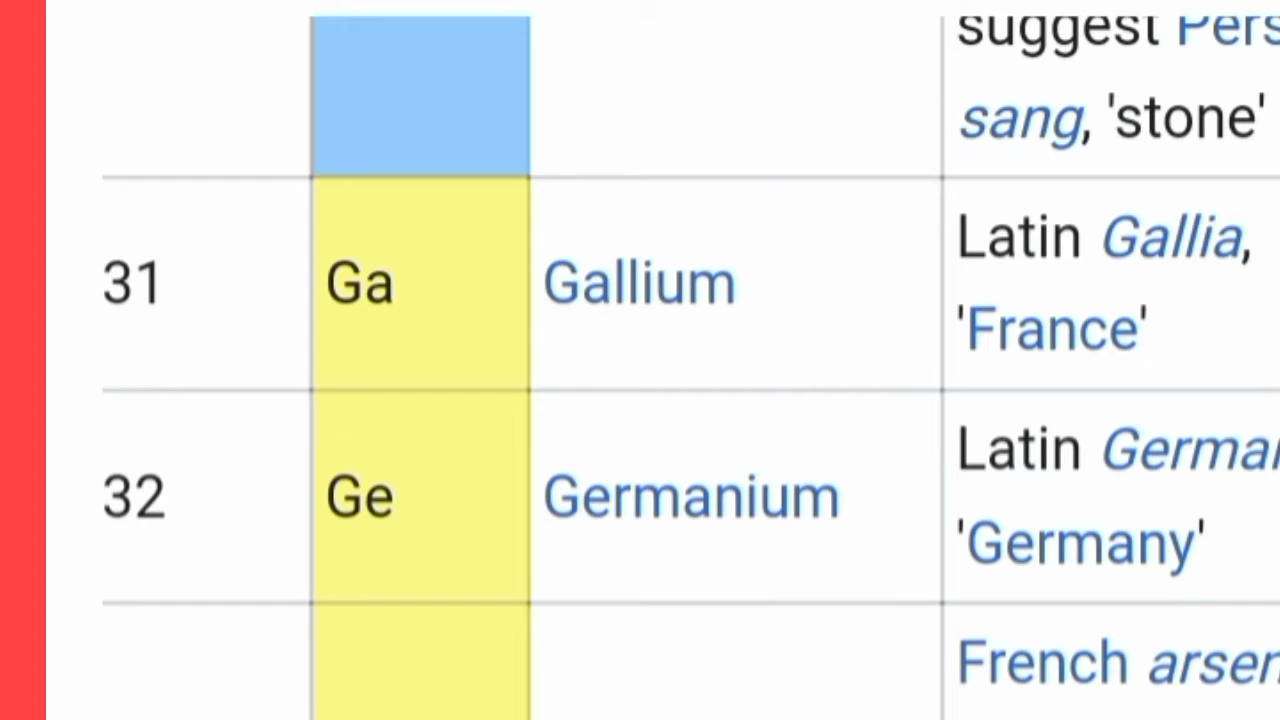 suggest
sang, 'stone'
31 Ga Gallium Latin Gallia,
'France'
32 Ge Germanium Latin
'Germany'
French